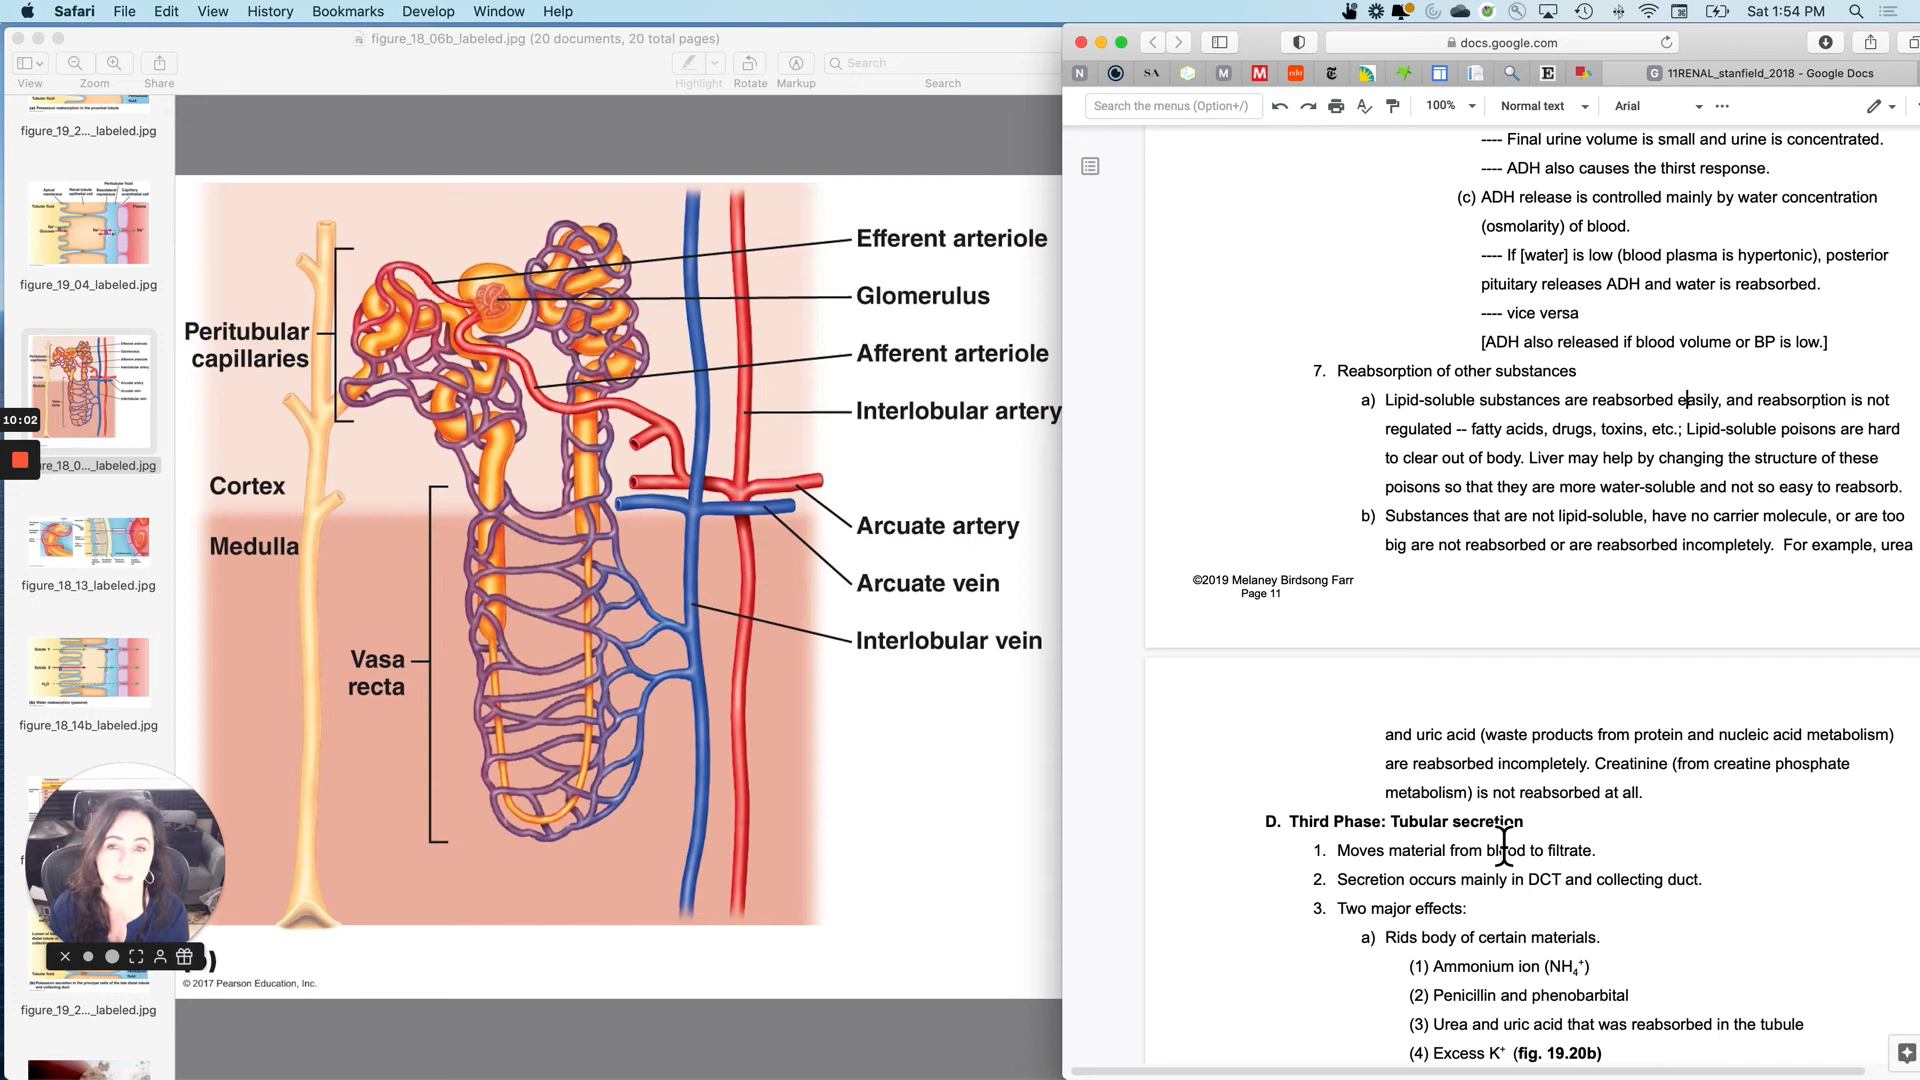 Safari File Edit View History Bookmarks Develop Window Help
Sat 1:54 PM
figure_18_06b_labeled.jpg (20 documents, 20 total pages)
View Zoom Share Highlight Rotate Markup Search
Search
figure_19_2..._labeled.jpg
figure_19_04_labeled.jpg
10:02
ure_18_0..._labeled.jpg
figure_18_13_labeled.jpg
figure_18_14b_labeled.jpg
figure_19_2..._labeled.jpg
Efferent arteriole
Glomerulus
Peritubular
capillaries
Afferent arteriole
Interlobular artery
Cortex
Medulla
Arcuate artery
Arcuate vein
Interlobular vein
Vasa
recta
© 2017 Pearson Education, Inc.
docs.google.com
11RENAL_stanfield_2018 - Google Docs
Search the menus (Option+/)
100%
Normal text
Arial
---- Final urine volume is small and urine is concentrated.
---- ADH also causes the thirst response.
(c) ADH release is controlled mainly by water concentration
(osmolarity) of blood.
---- If [water] is low (blood plasma is hypertonic), posterior
pituitary releases ADH and water is reabsorbed.
---- vice versa
[ADH also released if blood volume or BP is low.]
7. Reabsorption of other substances
a) Lipid-soluble substances are reabsorbed easily, and reabsorption is not
regulated -- fatty acids, drugs, toxins, etc.; Lipid-soluble poisons are hard
to clear out of body. Liver may help by changing the structure of these
poisons so that they are more water-soluble and not so easy to reabsorb.
b) Substances that are not lipid-soluble, have no carrier molecule, or are too
big are not reabsorbed or are reabsorbed incompletely. For example, urea
©2019 Melaney Birdsong Farr
Page 11
and uric acid (waste products from protein and nucleic acid metabolism)
are reabsorbed incompletely. Creatinine (from creatine phosphate
metabolism) is not reabsorbed at all.
D. Third Phase: Tubular secretion
1. Moves material from blood to filtrate.
2. Secretion occurs mainly in DCT and collecting duct.
3. Two major effects:
a) Rids body of certain materials.
(1) Ammonium ion (NH4+)
(2) Penicillin and phenobarbital
(3) Urea and uric acid that was reabsorbed in the tubule
(4) Excess K+ (fig. 19.20b)